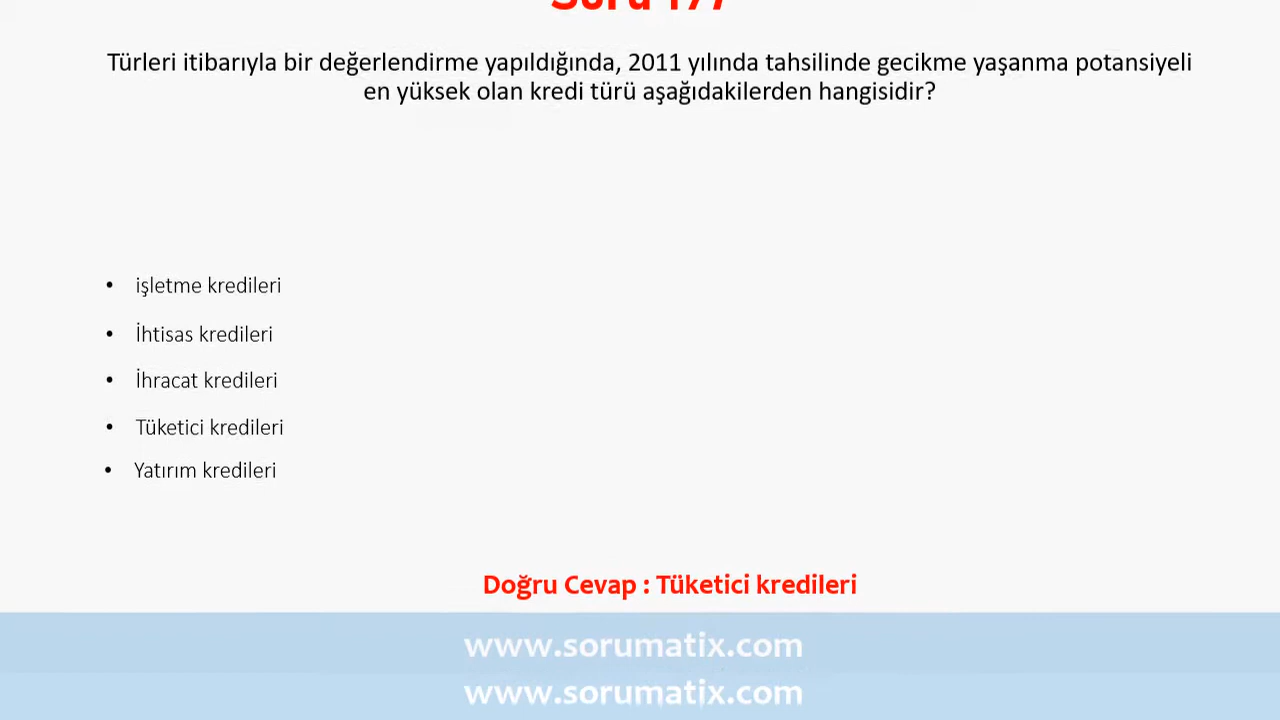 Soru 177
Türleri itibarıyla bir değerlendirme yapıldığında, 2011 yılında tahsilinde gecikme yaşanma potansiyeli
en yüksek olan kredi türü aşağıdakilerden hangisidir?
• işletme kredileri
• İhtisas kredileri
• İhracat kredileri
• Tüketici kredileri
• Yatırım kredileri
Doğru Cevap : Tüketici kredileri
www.sorumatix.com
www.sorumatix.com